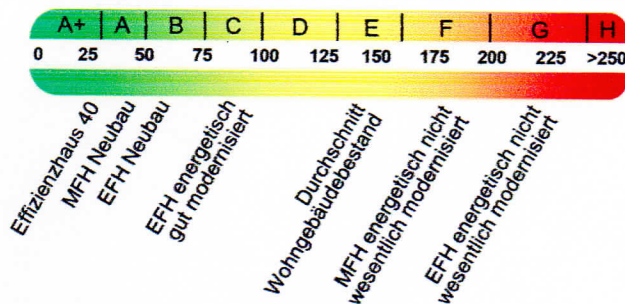 A+ A B C D E F G H
0 25 50 75 100 125 150 175 200 225 >250
Effizienzhaus 40
MFH Neubau
EFH Neubau
EFH energetisch
gut modernisiert
Durchschnitt
Wohngebäudebestand
MFH energetisch nicht
wesentlich modernisiert
EFH energetisch nicht
wesentlich modernisiert